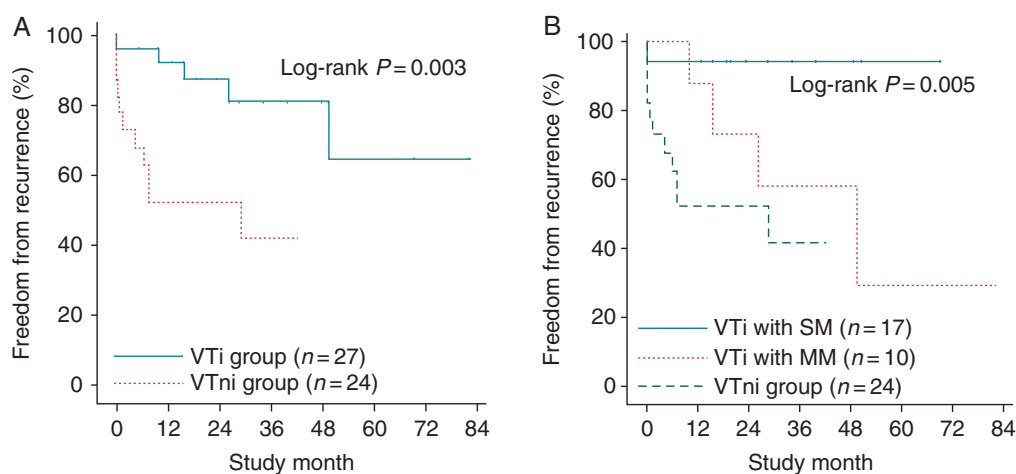 A
Freedom from recurrence (%)
100
80
60
40
20
0
Log-rank P = 0.003
VTi group (n = 27)
VTni group (n = 24)
0 12 24 36 48 60 72 84
Study month
B
Freedom from recurrence (%)
100
80
60
40
20
0
Log-rank P = 0.005
VTi with SM (n = 17)
VTi with MM (n = 10)
VTni group (n = 24)
0 12 24 36 48 60 72 84
Study month